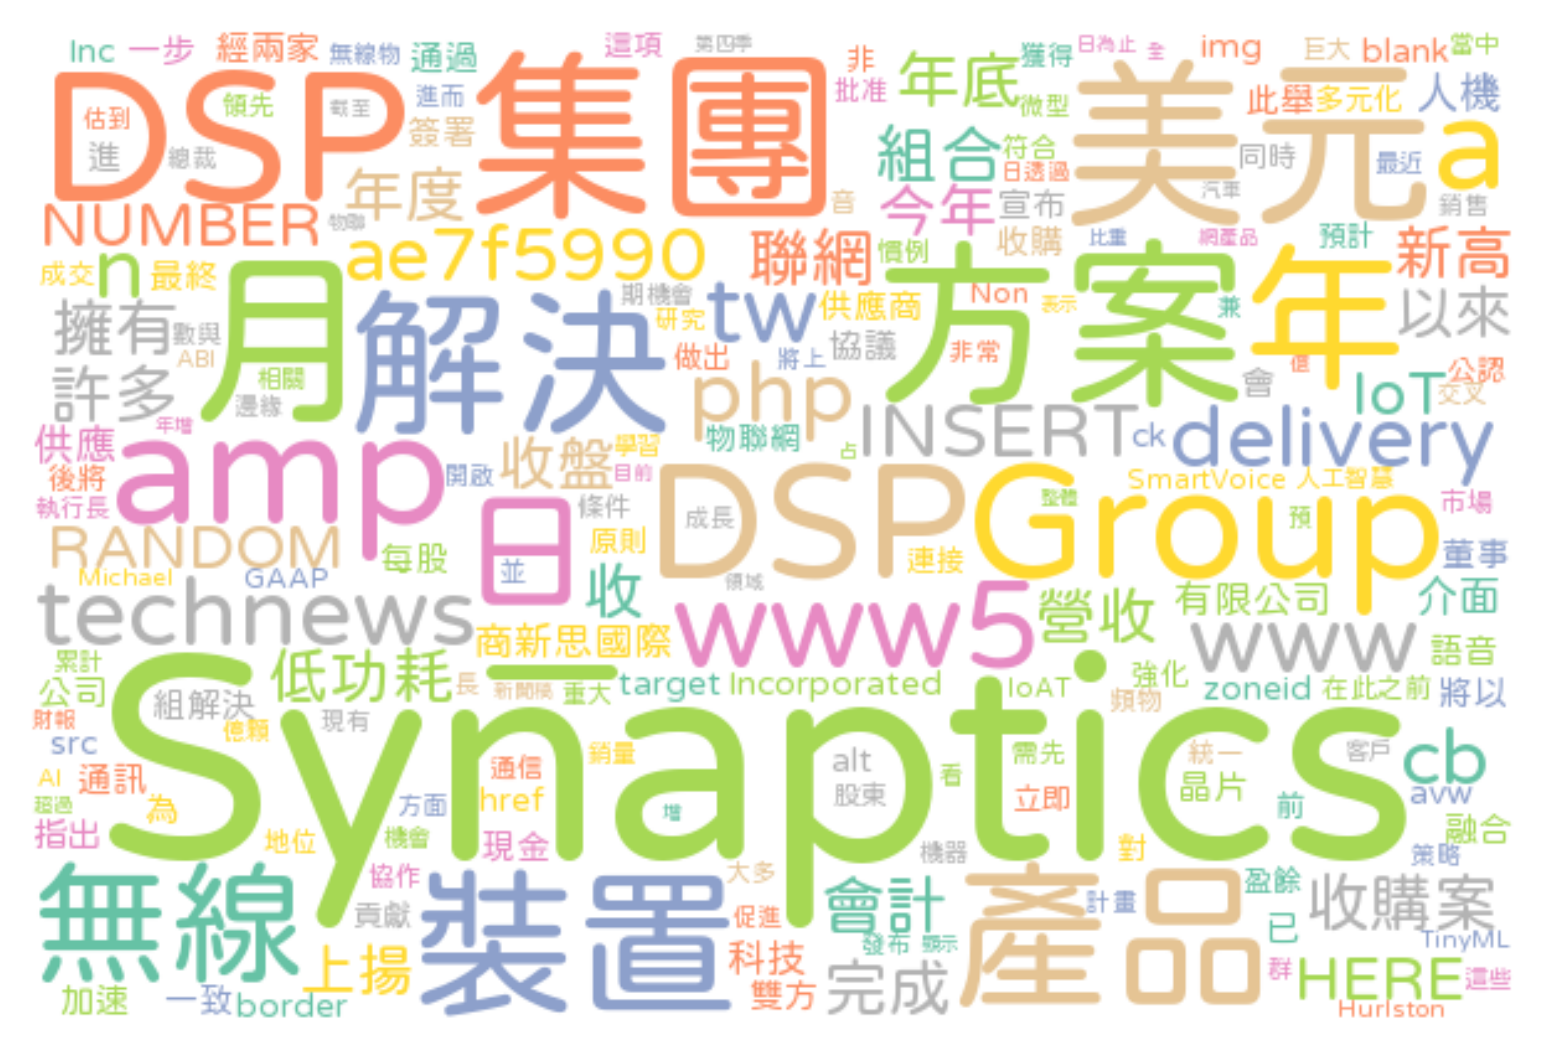 Inc 一步 經兩家 無線物 通過 這項 第四季 非 年底 獲得 日為止 全 img 巨大 blank 當中
DSP集團 美元
估到 領先 截至 進而 批准 微型 此舉 多元化 人機
進 總裁 簽署 組合 符合 同時 最近 a
年度 日透過 汽車
NUMBER 物聯 音 今年 宣布 銷售
ae7f5990 聯網 慣例 收購 比重 網產品 預計 新高
成交 n 最終 月 解決 期機會 tw 供應商 方案 Non 表示 兼 年 以來
擁有 數與 研究
ABI 做出 將上 協議 非常 億 公認
許多 相關 邊緣 php 會 IoT 交叉
年增 物聯網 INSERT ck delivery
供應 amp 收盤 學習 占
後將 開啟 目前 SmartVoice 人工智慧
執行長 日 條件 DSP 成長 Group 整體 預 市場
RANDOM 每股 並 原則 連接 董事
Michael GAAP 領域
technews 收 www5 營收 有限公司 介面
商新思國際 www 語音
累計 低功耗 一
公司 長 新聞稿 重大 target Incorporated IoAT 強化 zoneid 在此之前 將以
組解決 Synaptics 頻物
財報 億顆 現有
src 通信 銷量 alt 需先 統一 客戶 cb
AI 通訊 看 晶片
超過 為 方面 href 股東 立即 前 avw
指出 地位 機會 增 融合
現金 機器 對 策略
無線 協作 裝置 大多 會計 產品 盈餘 收購案
貢獻 促進 計畫 已
發布 顯示 TinyML
上揚 科技 完成 群 HERE 這些
加速 一致 border 雙方 Hurlston